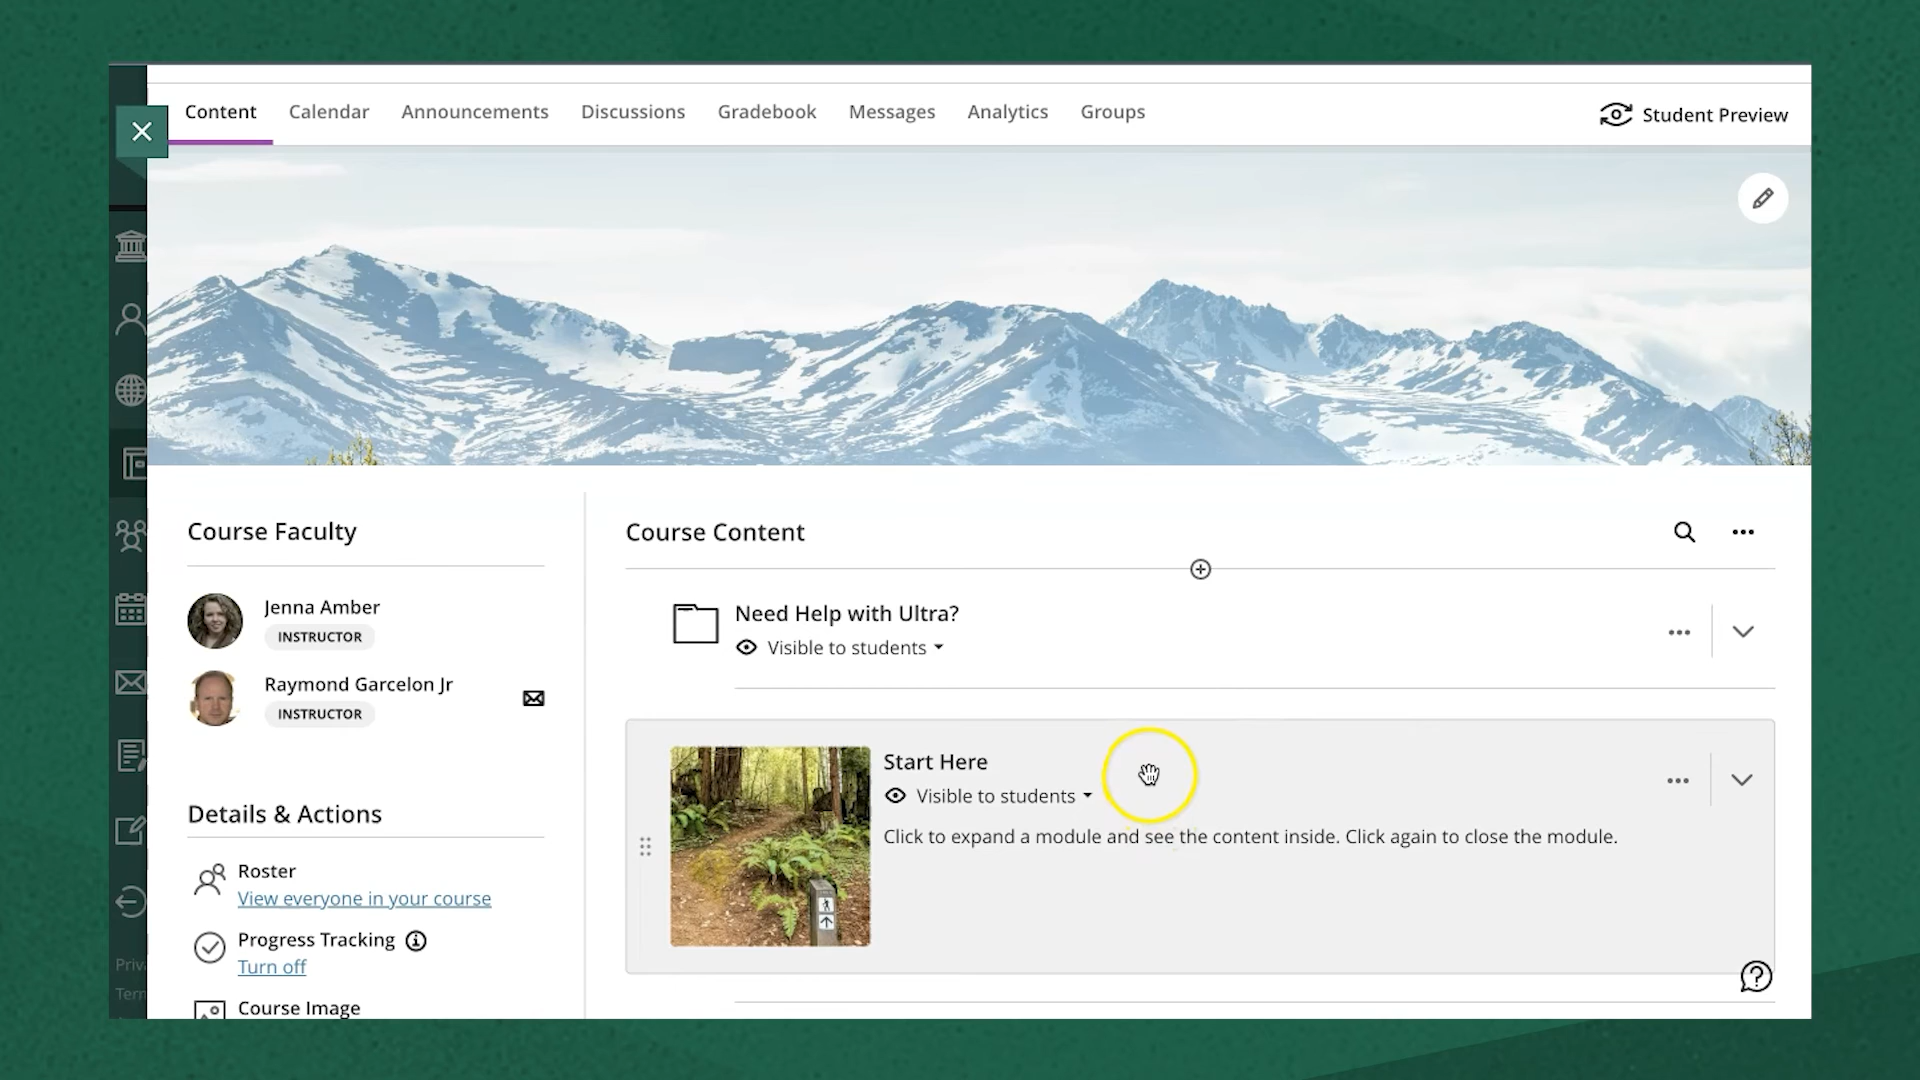 Content Calendar Announcements Discussions Gradebook Messages Analytics Groups
Student Preview
Course Faculty
Jenna Amber
INSTRUCTOR
Raymond Garcelon Jr
INSTRUCTOR
Details & Actions
Roster
View everyone in your course
Progress Tracking
Turn off
Course Image
Course Content
Need Help with Ultra?
Visible to students
Start Here
Visible to students
Click to expand a module and see the content inside. Click again to close the module.